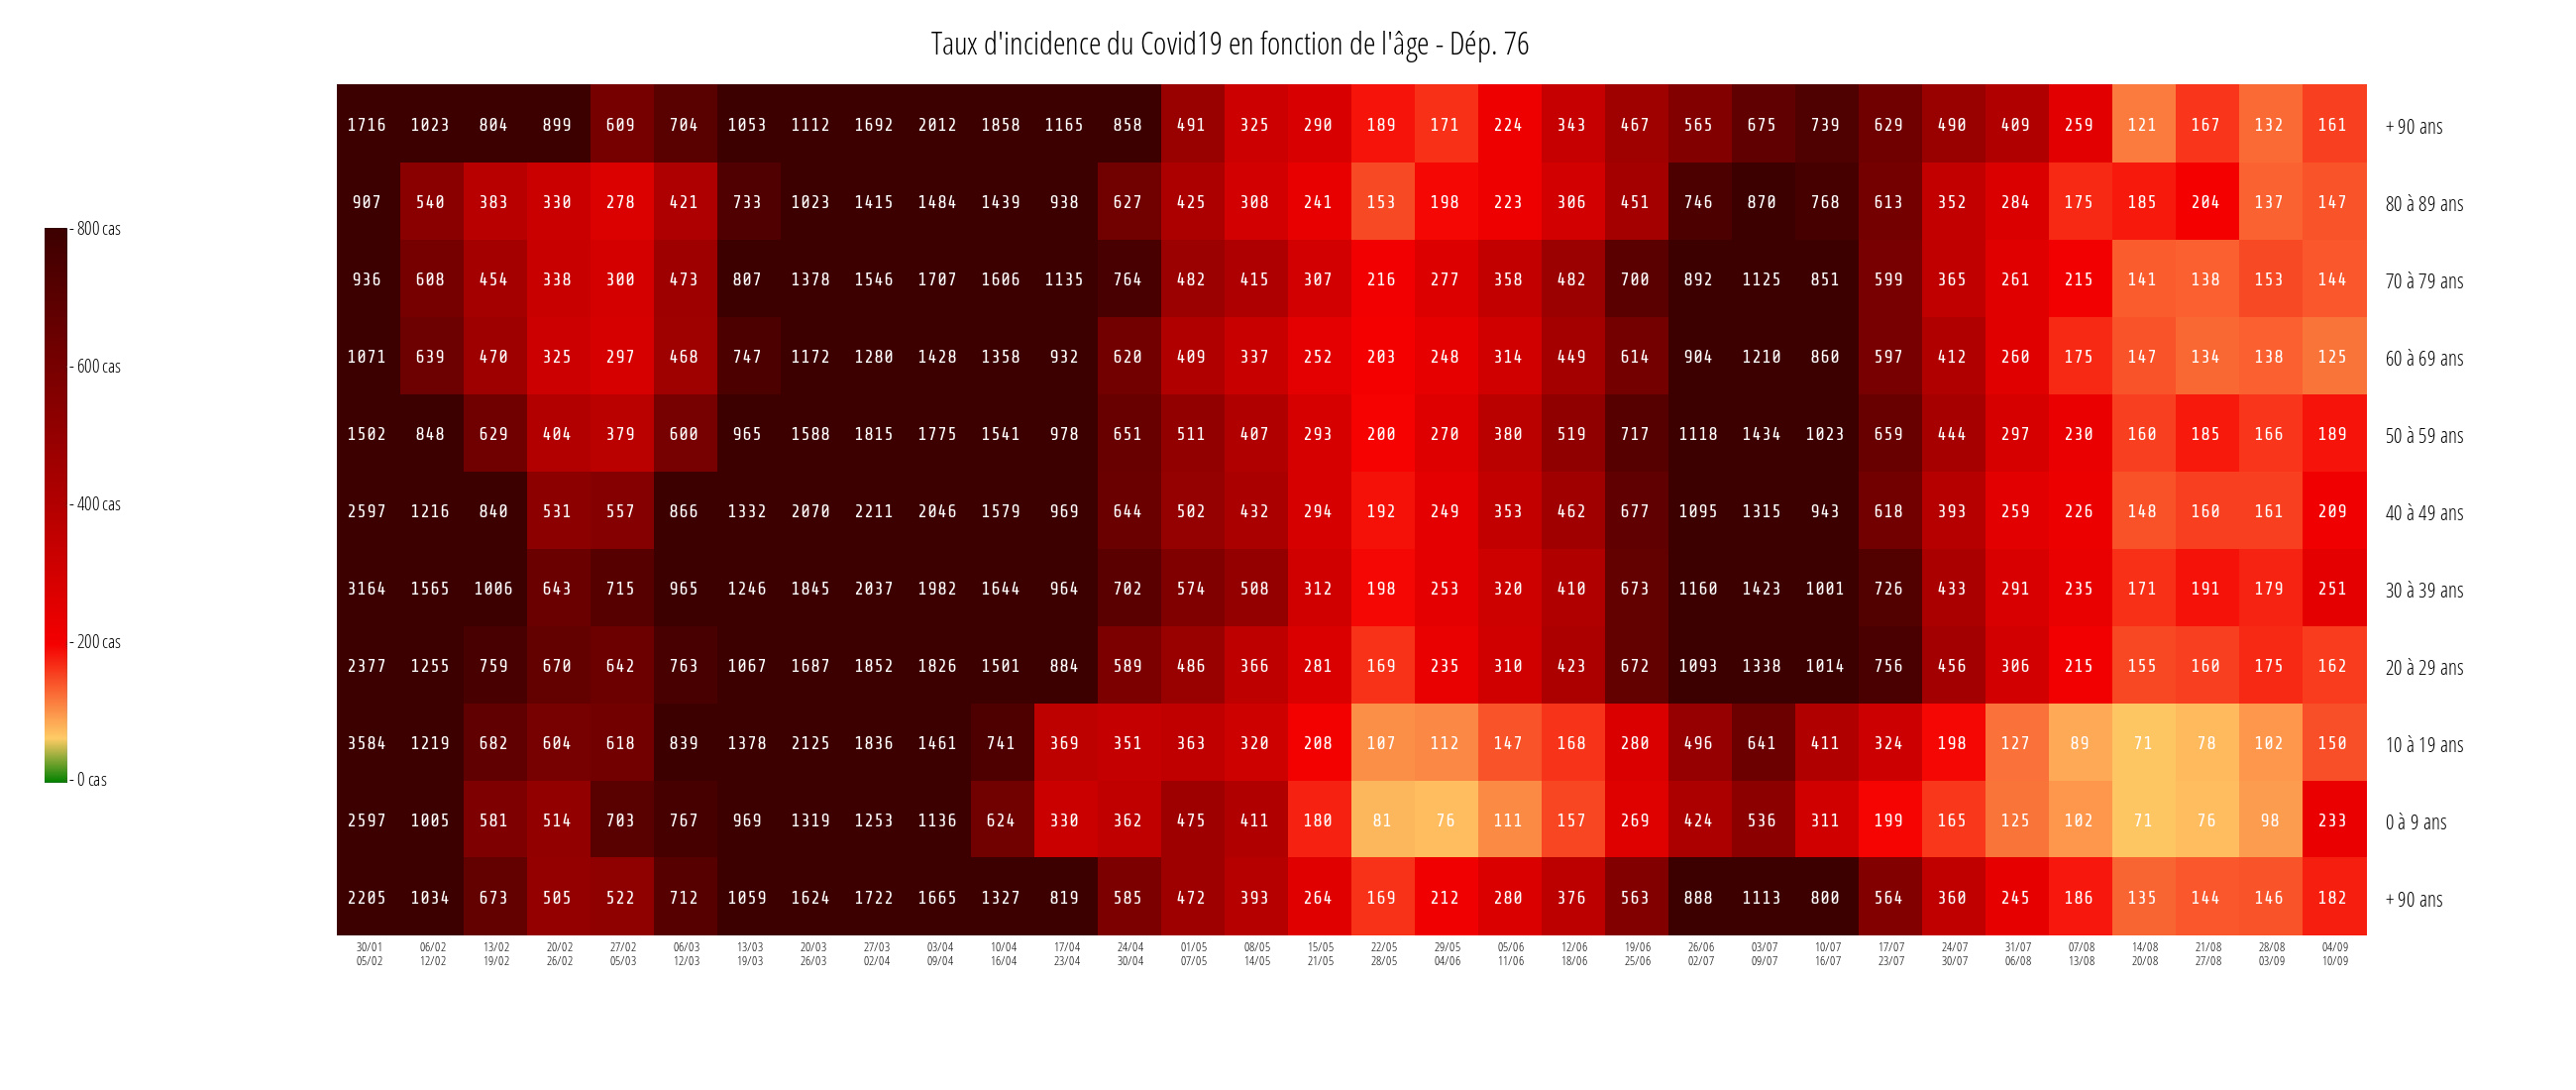 Taux d'incidence du Covid19 en fonction de l'âge - Dép. 76
- 800 cas
- 600 cas
- 400 cas
- 200 cas
- 0 cas
1716 1023 804 899 609 704 1053 1112 1692 2012 1858 1165 858 491 325 290 189 171 224 343 467 565 675 739 629 490 409 259 121 167 132 161 + 90 ans
907 540 383 330 278 421 733 1023 1415 1484 1439 938 627 425 308 241 153 198 223 306 451 746 870 768 613 352 284 175 185 204 137 147 80 à 89 ans
936 608 454 338 300 473 807 1378 1546 1707 1606 1135 764 482 415 307 216 277 358 482 700 892 1125 851 599 365 261 215 141 138 153 144 70 à 79 ans
1071 639 470 325 297 468 747 1172 1280 1428 1358 932 620 409 337 252 203 248 314 449 614 904 1210 860 597 412 260 175 147 134 138 125 60 à 69 ans
1502 848 629 404 379 600 965 1588 1815 1775 1541 978 651 511 407 293 200 270 380 519 717 1118 1434 1023 659 444 297 230 160 185 166 189 50 à 59 ans
2597 1216 840 531 557 866 1332 2070 2211 2046 1579 969 644 502 432 294 192 249 353 462 677 1095 1315 943 618 393 259 226 148 160 161 209 40 à 49 ans
3164 1565 1006 643 715 965 1246 1845 2037 1982 1644 964 702 574 508 312 198 253 320 410 673 1160 1423 1001 726 433 291 235 171 191 179 251 30 à 39 ans
2377 1255 759 670 642 763 1067 1687 1852 1826 1501 884 589 486 366 281 169 235 310 423 672 1093 1338 1014 756 456 306 215 155 160 175 162 20 à 29 ans
3584 1219 682 604 618 839 1378 2125 1836 1461 741 369 351 363 320 208 107 112 147 168 280 496 641 411 324 198 127 89 71 78 102 150 10 à 19 ans
2597 1005 581 514 703 767 969 1319 1253 1136 624 330 362 475 411 180 81 76 111 157 269 424 536 311 199 165 125 102 71 76 98 233 0 à 9 ans
2205 1034 673 505 522 712 1059 1624 1722 1665 1327 819 585 472 393 264 169 212 280 376 563 888 1113 800 564 360 245 186 135 144 146 182 + 90 ans
30/01 06/02 13/02 20/02 27/02 06/03 13/03 20/03 27/03 03/04 10/04 17/04 24/04 01/05 08/05 15/05 22/05 29/05 05/06 12/06 19/06 26/06 03/07 10/07 17/07 24/07 31/07 07/08 14/08 21/08 28/08 04/09
05/02 12/02 19/02 26/02 05/03 12/03 19/03 26/03 02/04 09/04 16/04 23/04 30/04 07/05 14/05 21/05 28/05 04/06 11/06 18/06 25/06 02/07 09/07 16/07 23/07 30/07 06/08 13/08 20/08 27/08 03/09 10/09